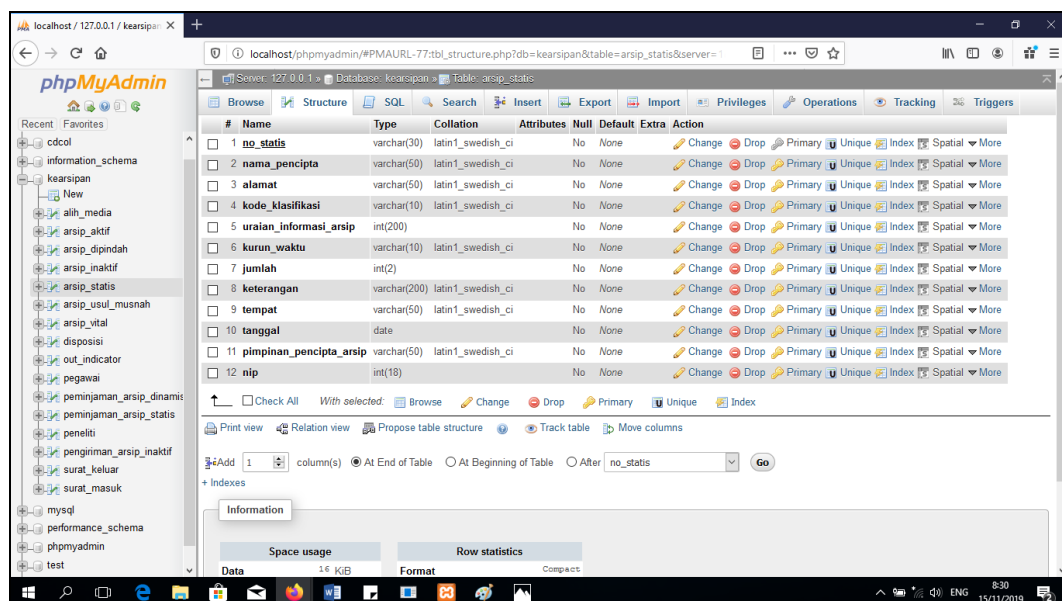 localhost / 127.0.0.1 / kearsipan
localhost/phpmyadmin/#PMAURL-77:tbl_structure.php?db=kearsipan&table=arsip_statis&server=1
phpMyAdmin
Recent Favorites
cdcol
information_schema
kearsipan
New
alih_media
arsip_aktif
arsip_dipindah
arsip_inaktif
arsip_statis
arsip_usul_musnah
arsip_vital
disposisi
out_indicator
pegawai
peminjaman_arsip_dinamis
peminjaman_arsip_statis
peneliti
pengiriman_arsip_inaktif
surat_keluar
surat_masuk
mysql
performance_schema
phpmyadmin
test
Server: 127.0.0.1 » Database: kearsipan » Table: arsip_statis
Browse Structure SQL Search Insert Export Import Privileges Operations Tracking Triggers
# Name Type Collation Attributes Null Default Extra Action
1 no_statis varchar(30) latin1_swedish_ci No None Change Drop Primary Unique Index Spatial More
2 nama_pencipta varchar(50) latin1_swedish_ci No None Change Drop Primary Unique Index Spatial More
3 alamat varchar(50) latin1_swedish_ci No None Change Drop Primary Unique Index Spatial More
4 kode_klasifikasi varchar(10) latin1_swedish_ci No None Change Drop Primary Unique Index Spatial More
5 uraian_informasi_arsip int(200) No None Change Drop Primary Unique Index Spatial More
6 kurun_waktu varchar(10) latin1_swedish_ci No None Change Drop Primary Unique Index Spatial More
7 jumlah int(2) No None Change Drop Primary Unique Index Spatial More
8 keterangan varchar(200) latin1_swedish_ci No None Change Drop Primary Unique Index Spatial More
9 tempat varchar(50) latin1_swedish_ci No None Change Drop Primary Unique Index Spatial More
10 tanggal date No None Change Drop Primary Unique Index Spatial More
11 pimpinan_pencipta_arsip varchar(50) latin1_swedish_ci No None Change Drop Primary Unique Index Spatial More
12 nip int(18) No None Change Drop Primary Unique Index Spatial More
Check All With selected: Browse Change Drop Primary Unique Index
Print view Relation view Propose table structure Track table Move columns
Add 1 column(s) At End of Table At Beginning of Table After no_statis Go
+ Indexes
Information
Space usage Row statistics
Data 16 KiB Format Compact
ENG 8:30
15/11/2019